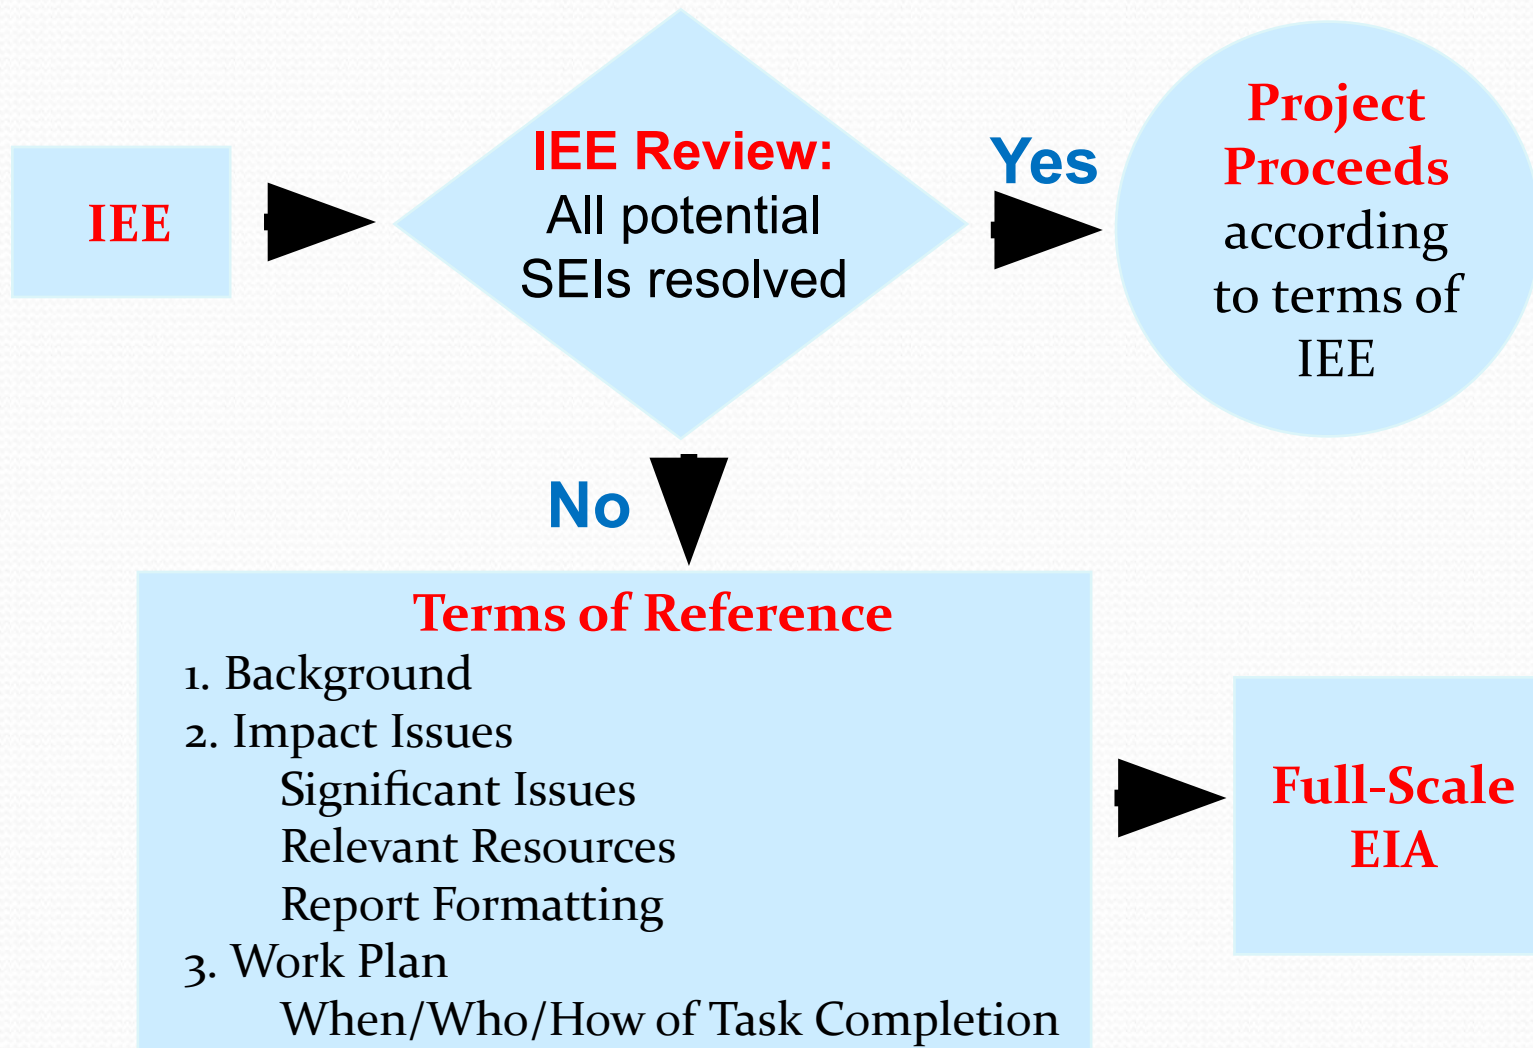 IEE
IEE Review:
All potential
SEIs resolved
Yes
Project
Proceeds
according
to terms of
IEE
No
Terms of Reference
1. Background
2. Impact Issues
Significant Issues
Relevant Resources
Report Formatting
3. Work Plan
When/Who/How of Task Completion
Full-Scale
EIA